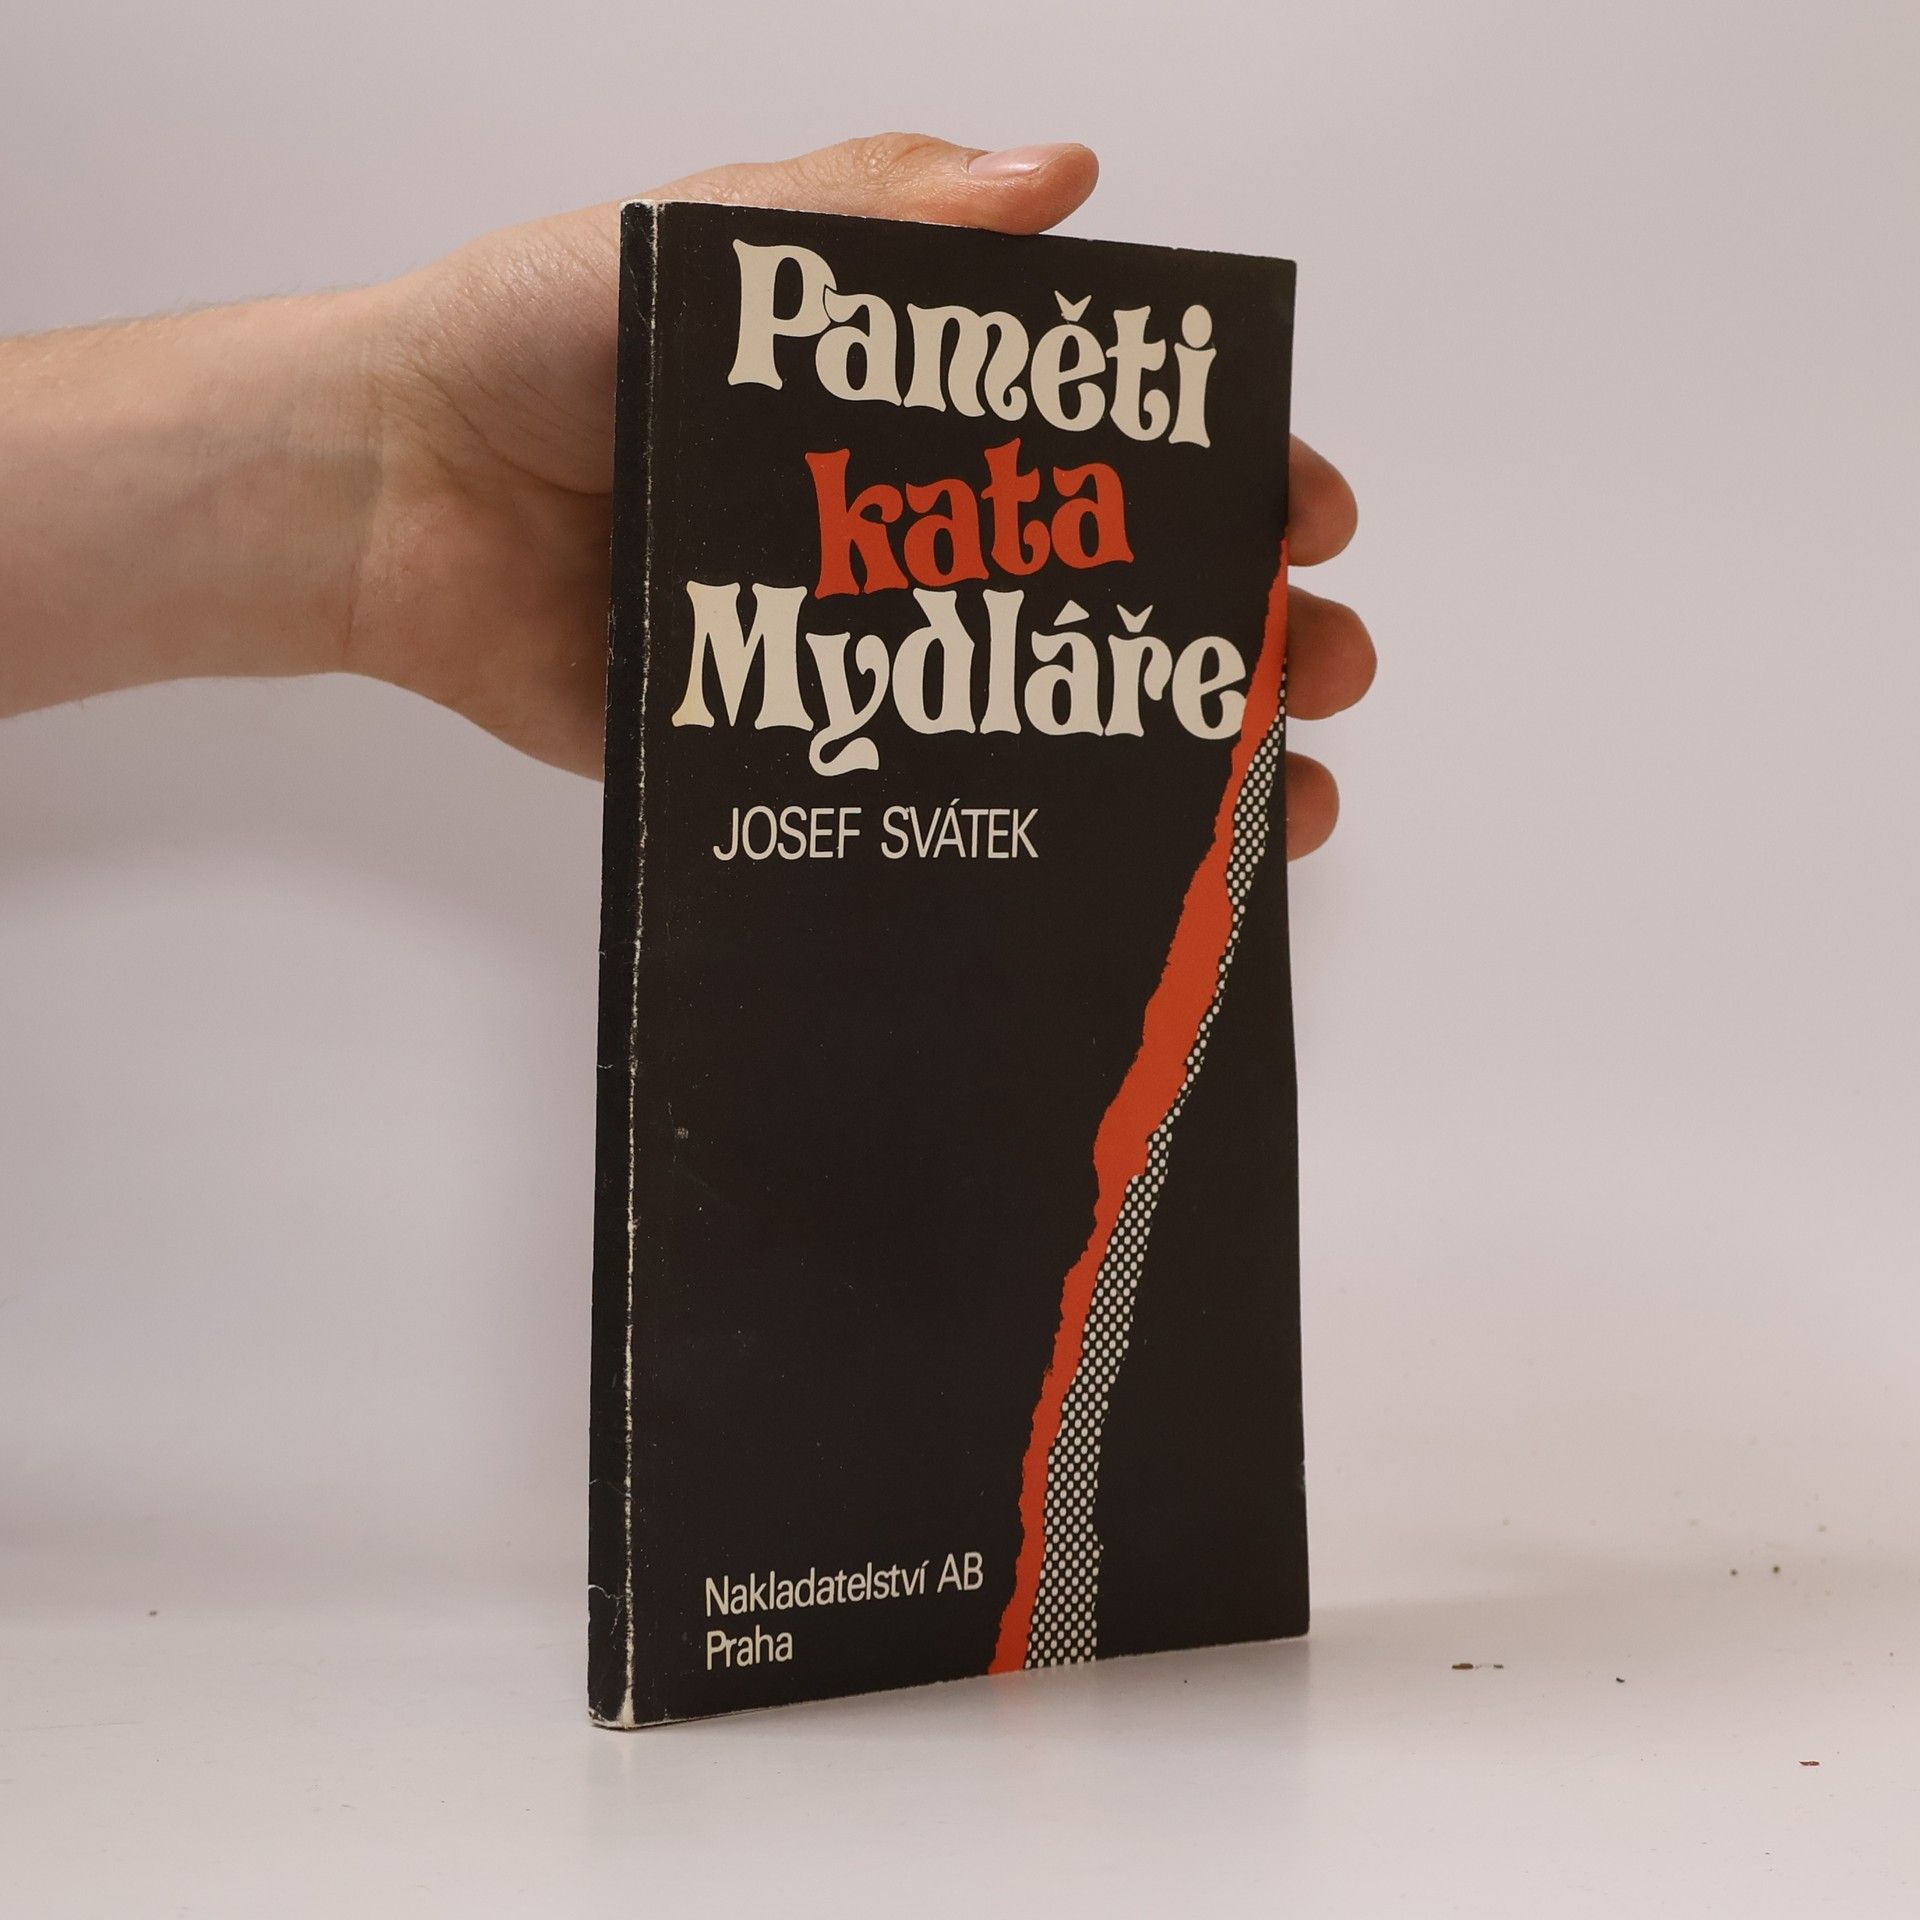 Paměti
kata
Mydláře
JOSEF SVÁTEK
Nakladatelství AB
Praha